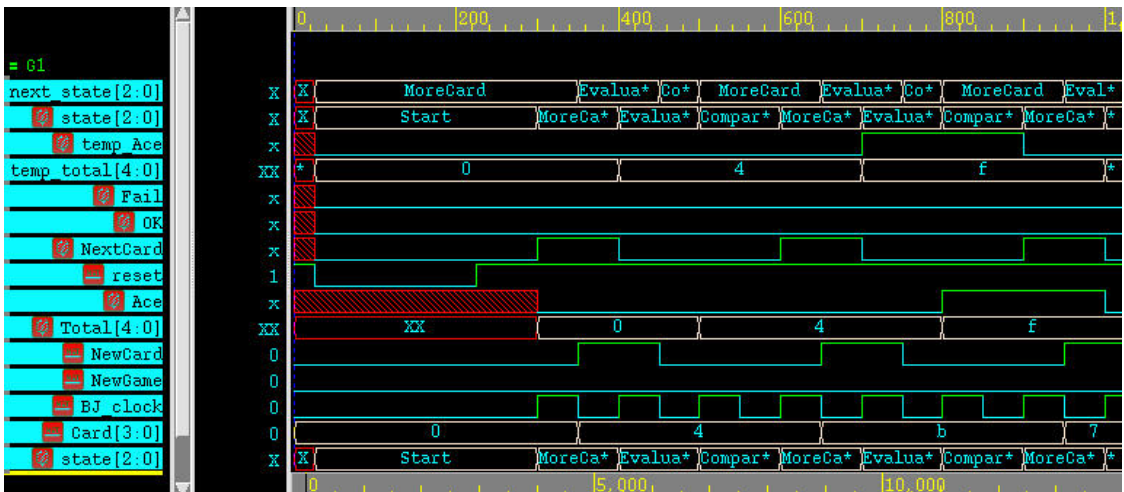 0 200 400 600 800 1,
= G1
next_state[2:0] x X MoreCard Evalua* Co* MoreCard Evalua* Co* MoreCard Eval*
state[2:0] x X Start MoreCa* Evalua* Compar* MoreCa* Evalua* Compar* MoreCa* *
temp_Ace x
temp_total[4:0] XX * 0 4 f *
Fail x
OK x
NextCard x
reset 1
Ace x
Total[4:0] XX XX 0 4 f
NewCard 0
NewGame 0
BJ_clock 0
Card[3:0] 0 0 4 b 7
state[2:0] x X Start MoreCa* Evalua* Compar* MoreCa* Evalua* Compar* MoreCa* *
0 5,000 10,000